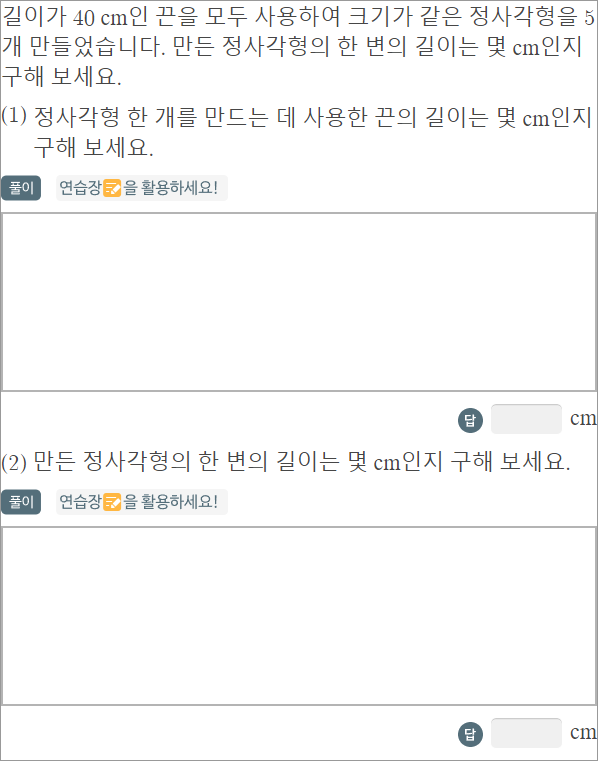 길이가 40 cm인 끈을 모두 사용하여 크기가 같은 정사각형을 5
개 만들었습니다. 만든 정사각형의 한 변의 길이는 몇 cm인지
구해 보세요.
(1) 정사각형 한 개를 만드는 데 사용한 끈의 길이는 몇 cm인지
구해 보세요.
풀이 연습장을 활용하세요!
답 cm
(2) 만든 정사각형의 한 변의 길이는 몇 cm인지 구해 보세요.
풀이 연습장을 활용하세요!
답 cm